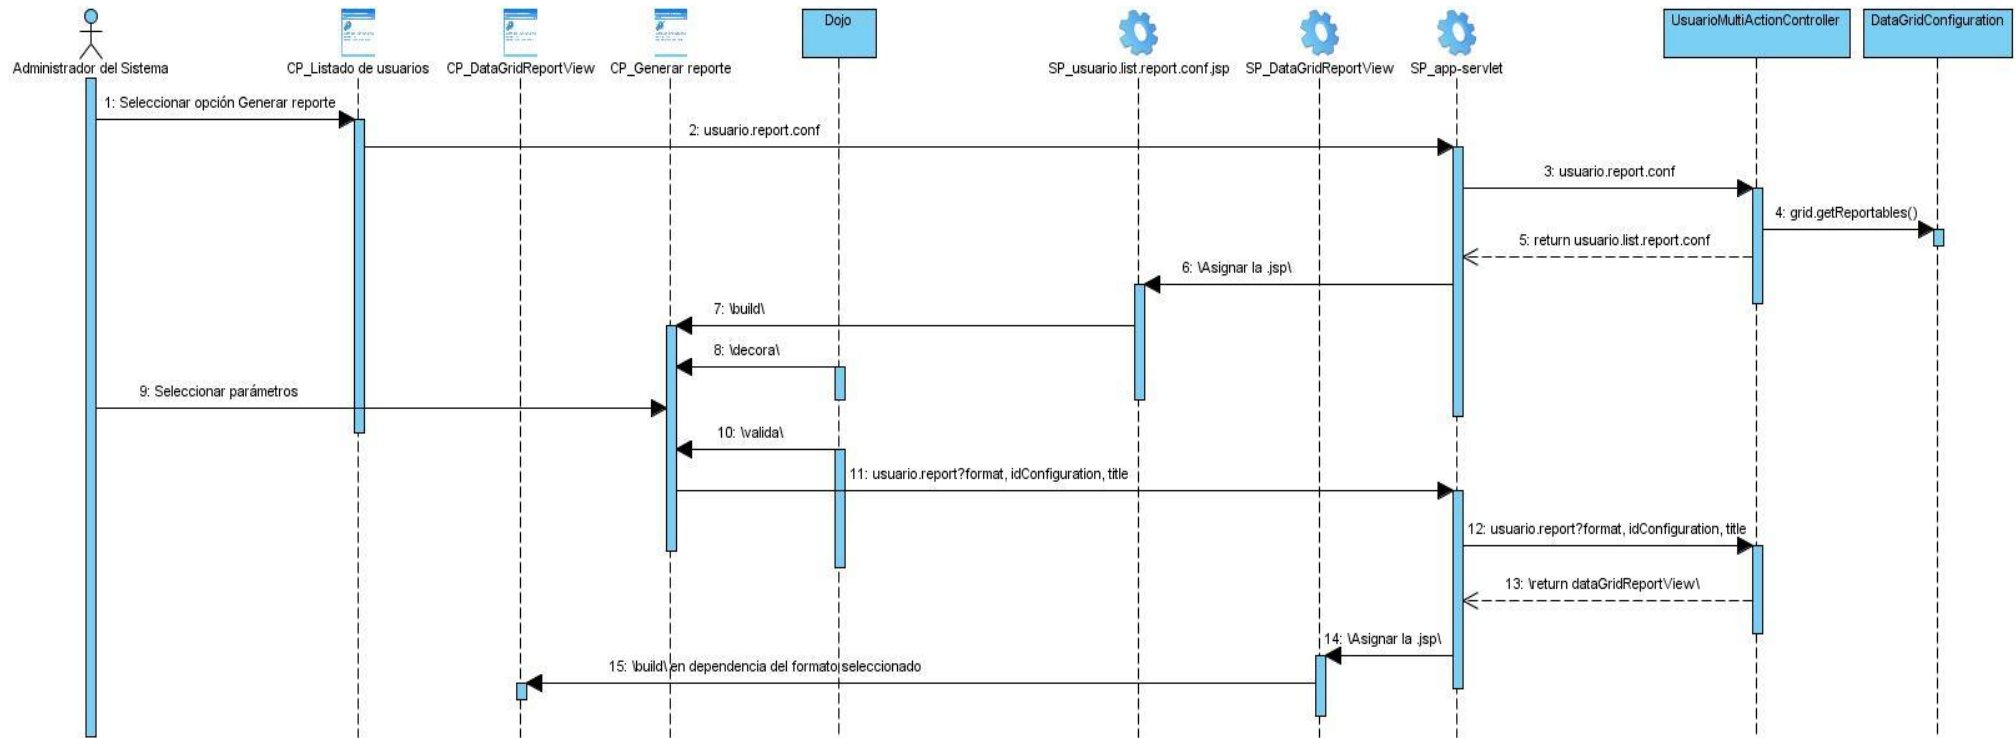 Dojo
UsuarioMultiActionController
DataGridConfiguration
Administrador del Sistema
CP_Listado de usuarios
CP_DataGridReportView
CP_Generar reporte
SP_usuario.list.report.conf.jsp
SP_DataGridReportView
SP_app-servlet
1: Seleccionar opción Generar reporte
2: usuario.report.conf
3: usuario.report.conf
4: grid.getReportables()
5: return usuario.list.report.conf
6: \Asignar la .jsp\
7: \build\
8: \decora\
9: Seleccionar parámetros
10: \valida\
11: usuario.report?format, idConfiguration, title
12: usuario.report?format, idConfiguration, title
13: \return dataGridReportView\
14: \Asignar la .jsp\
15: \build\ en dependencia del formato seleccionado